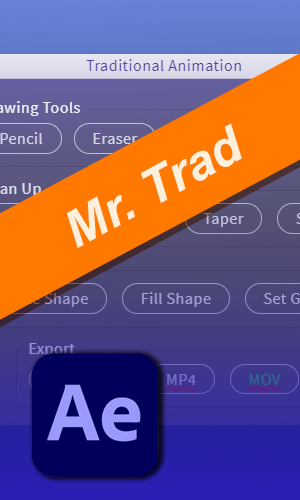 Traditional Animation
awing Tools
Pencil
Eraser
an Up
Mr. Trad
Taper
S
e Shape
Fill Shape
Set G
Export
MP4
MOV
Ae